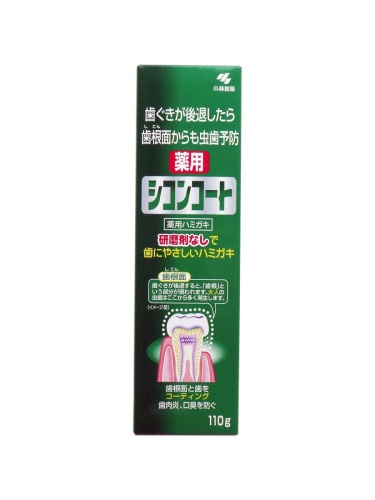 小林製薬
歯ぐきが後退したら
しこん
歯根面からも虫歯予防
薬用
シコンコート
薬用ハミガキ
研磨剤なしで
歯にやさしいハミガキ
しこん
歯根面
歯ぐきが後退すると、「歯根」と
いう部分が現われます。大人の
虫歯はここから多く発生します。
(イメージ図)
歯根面と歯を
コーティング
歯肉炎、口臭を防ぐ
110g